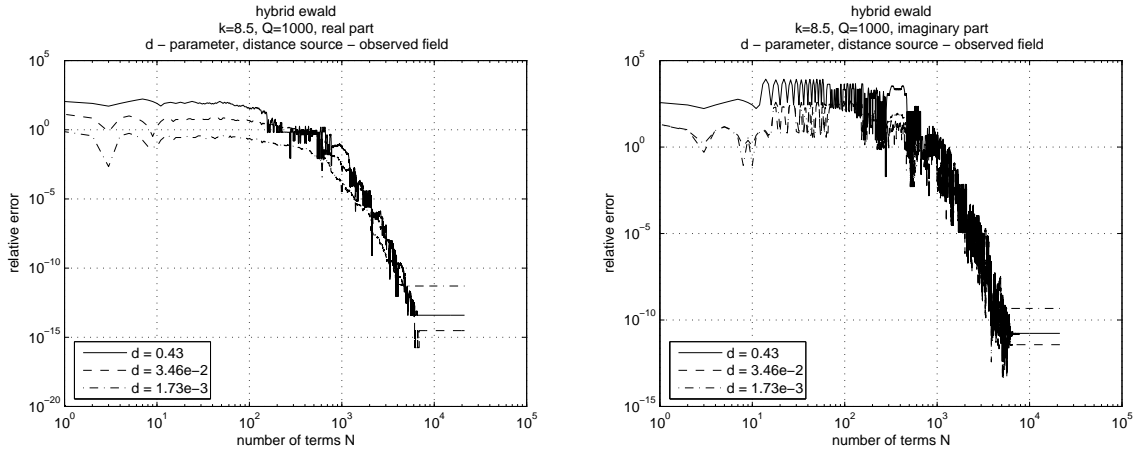 hybrid ewald
k=8.5, Q=1000, real part
d − parameter, distance source − observed field
relative error
10^5
10^0
10^−5
10^−10
10^−15
10^−20
d = 0.43
d = 3.46e−2
d = 1.73e−3
10^0 10^1 10^2 10^3 10^4 10^5
number of terms N
hybrid ewald
k=8.5, Q=1000, imaginary part
d − parameter, distance source − observed field
relative error
10^5
10^0
10^−5
10^−10
10^−15
d = 0.43
d = 3.46e−2
d = 1.73e−3
10^0 10^1 10^2 10^3 10^4 10^5
number of terms N